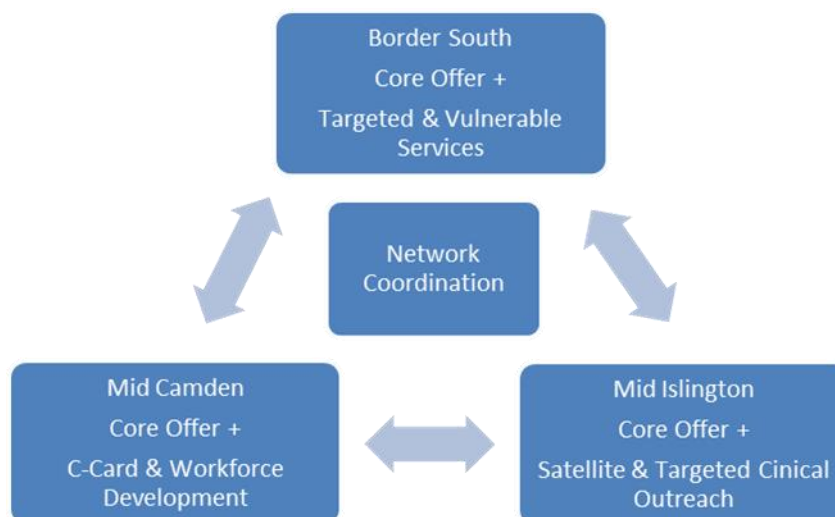 Border South
Core Offer +
Targeted & Vulnerable
Services
Network
Coordination
Mid Camden
Core Offer +
C-Card & Workforce
Development
Mid Islington
Core Offer +
Satellite & Targeted Cinical
Outreach